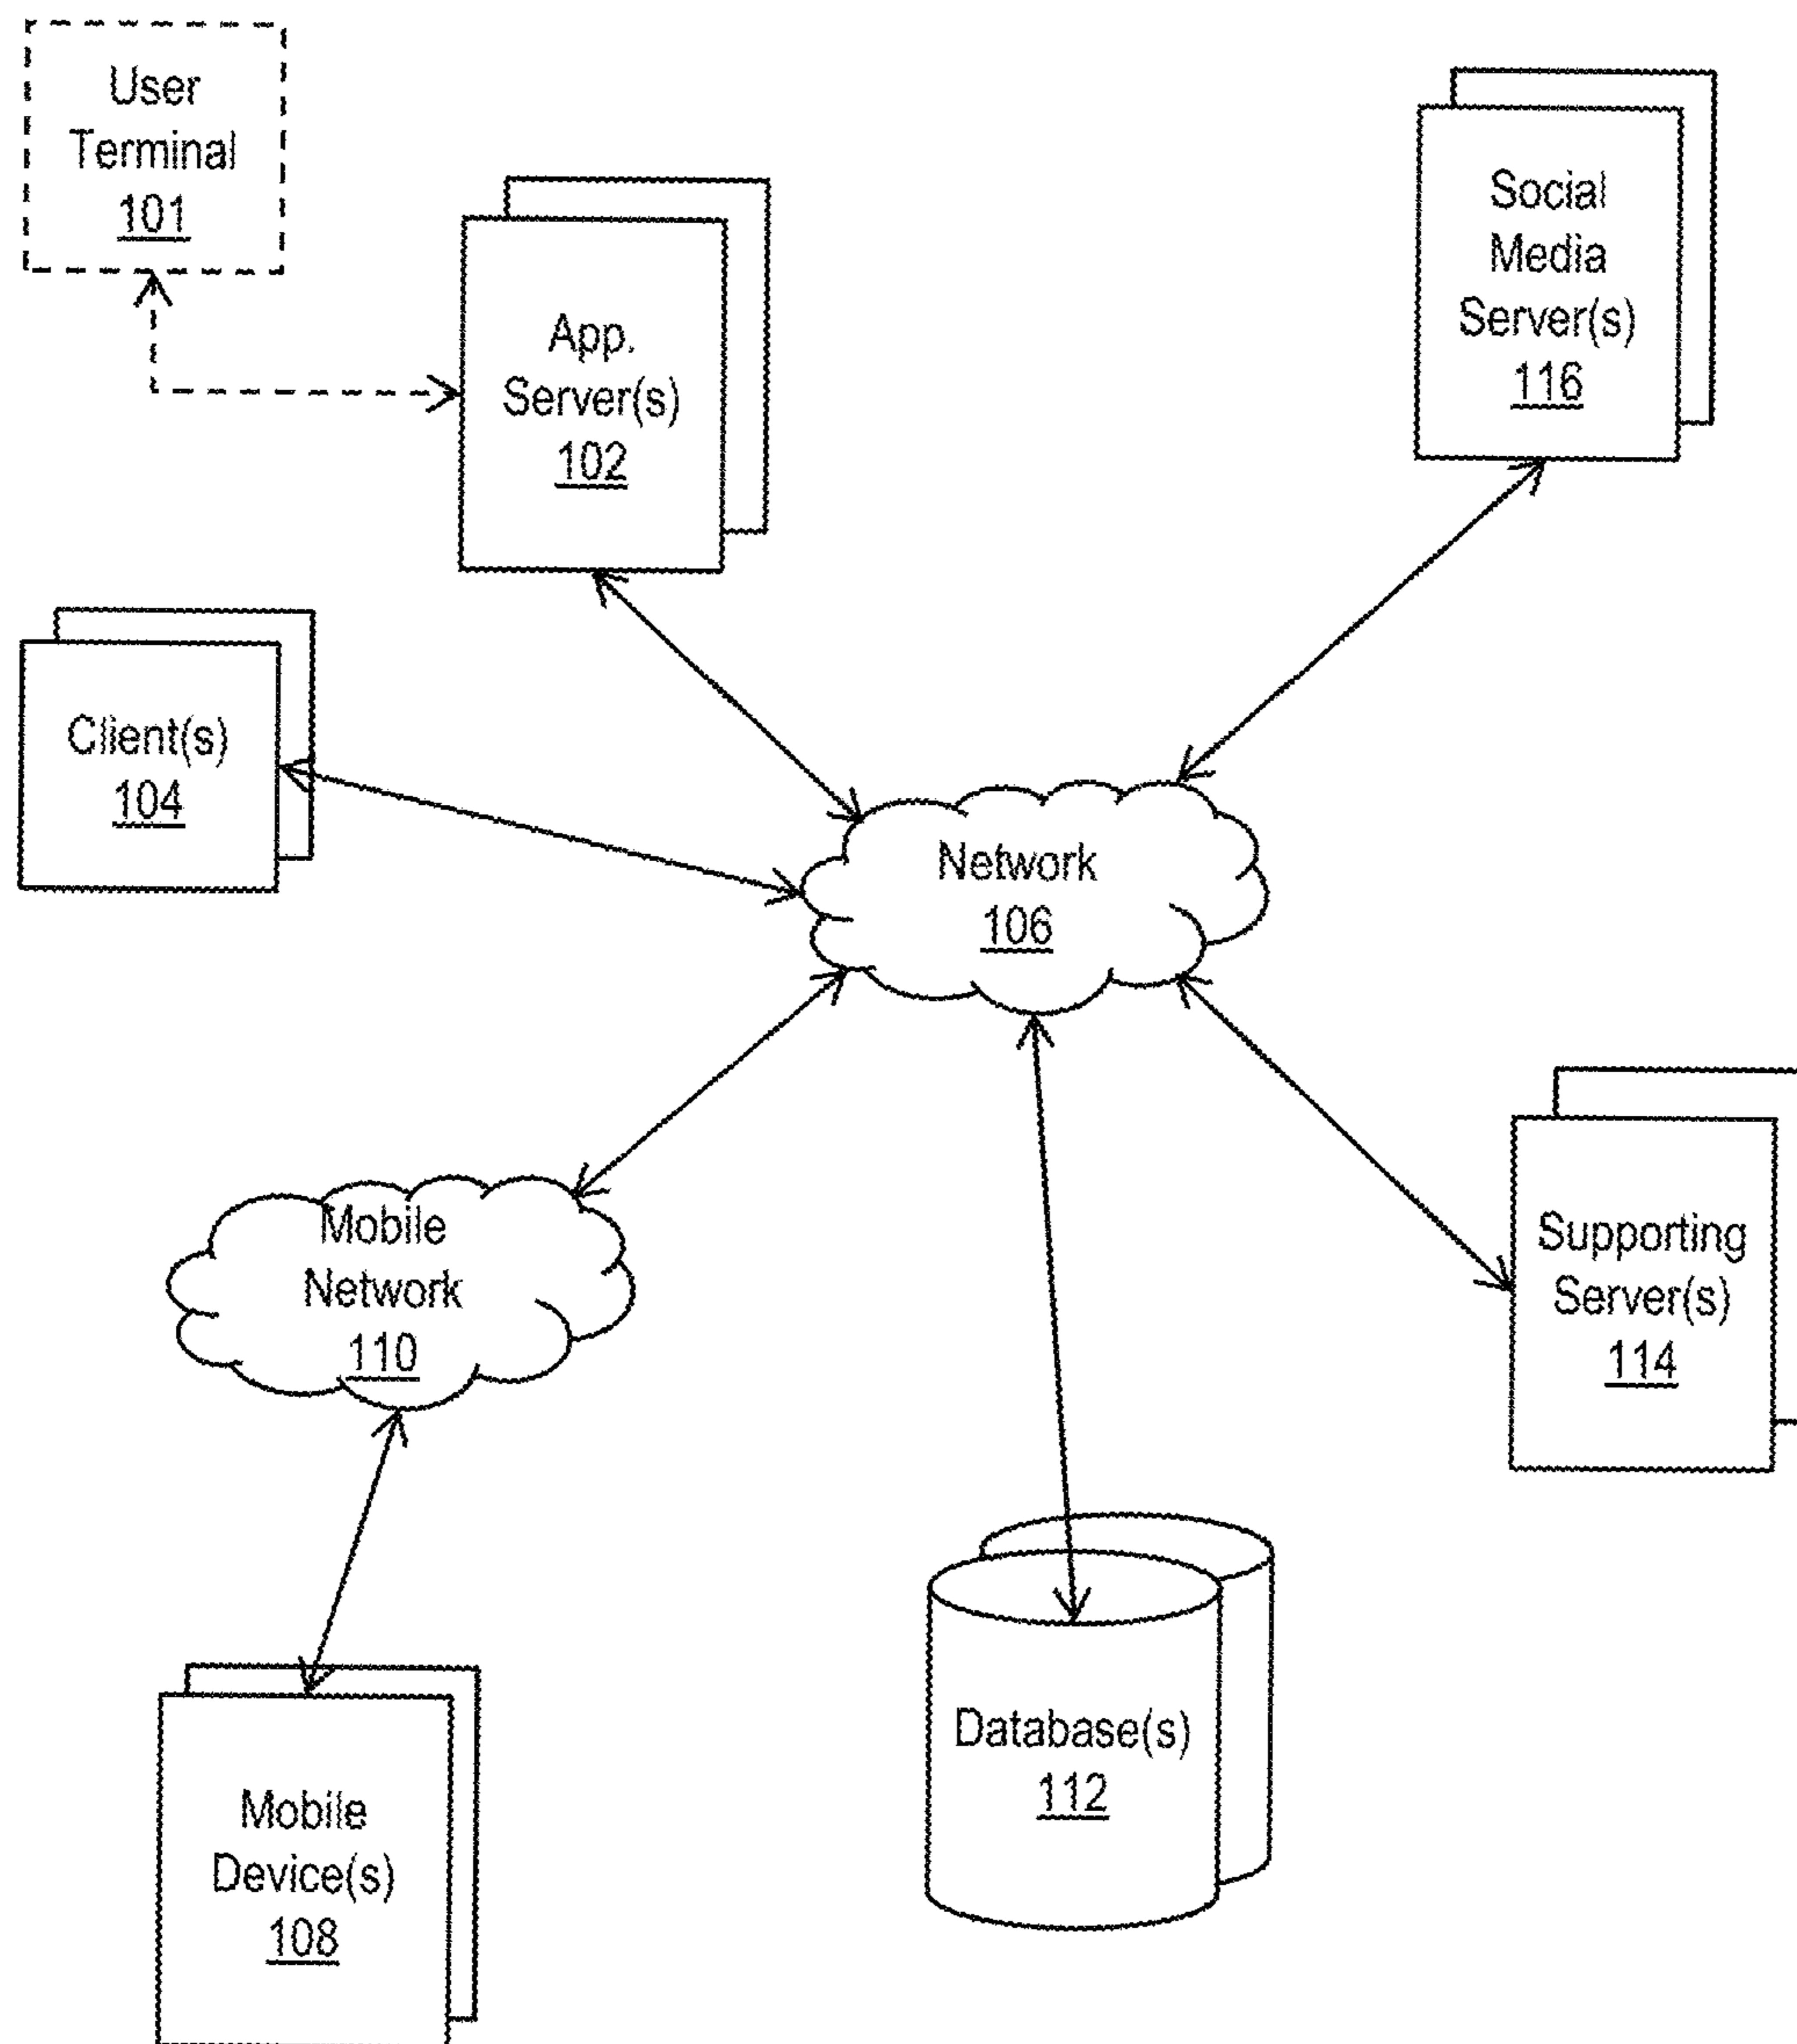 User
Terminal
101
App.
Server(s)
102
Social
Media
Server(s)
116
Client(s)
104
Network
106
Mobile
Network
110
Supporting
Server(s)
114
Database(s)
112
Mobile
Device(s)
108